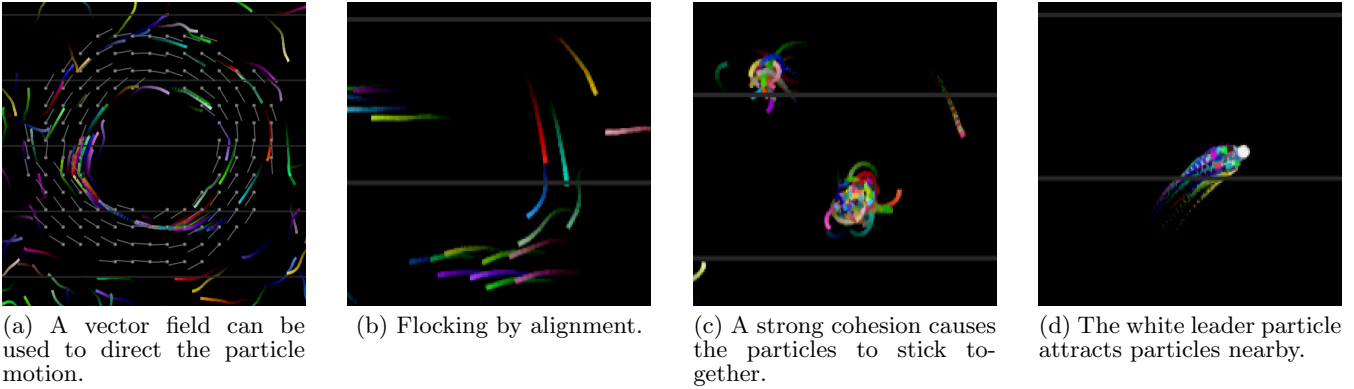 (a) A vector field can be
used to direct the particle
motion.
(b) Flocking by alignment.
(c) A strong cohesion causes
the particles to stick to-
gether.
(d) The white leader particle
attracts particles nearby.